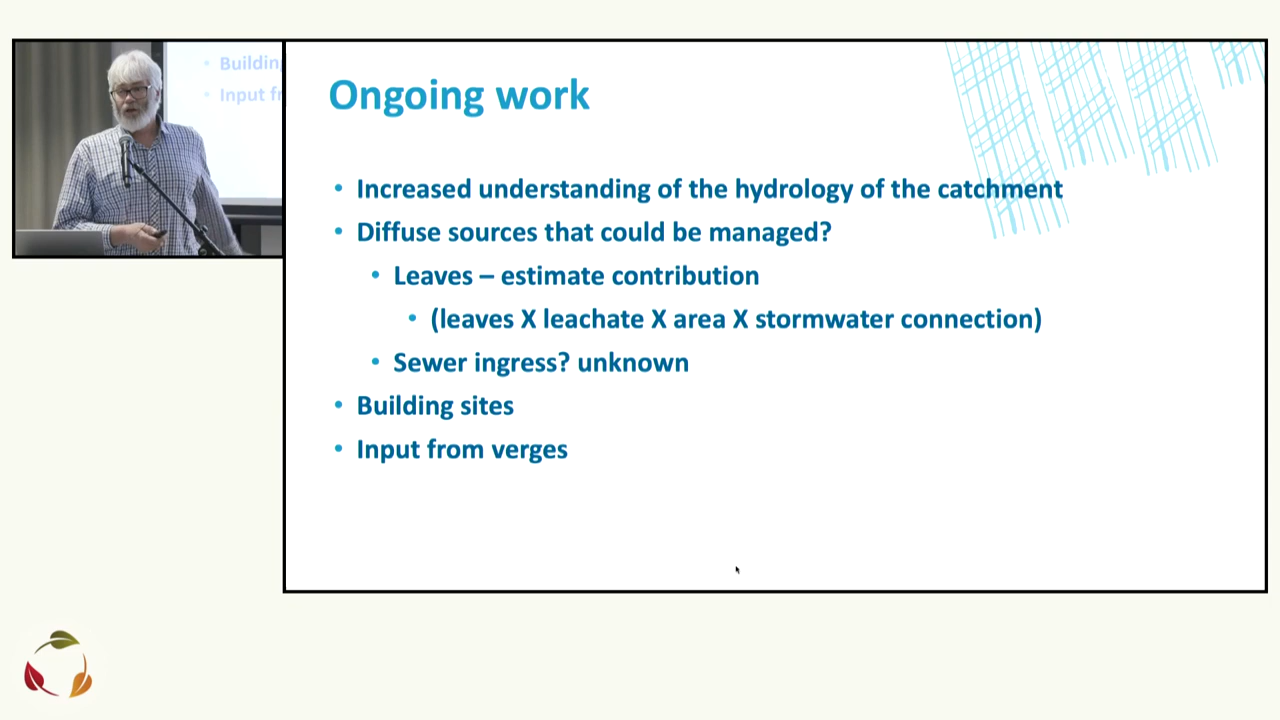 Buildin
Input fr
Ongoing work
• Increased understanding of the hydrology of the catchment
• Diffuse sources that could be managed?
• Leaves – estimate contribution
• (leaves X leachate X area X stormwater connection)
• Sewer ingress? unknown
• Building sites
• Input from verges